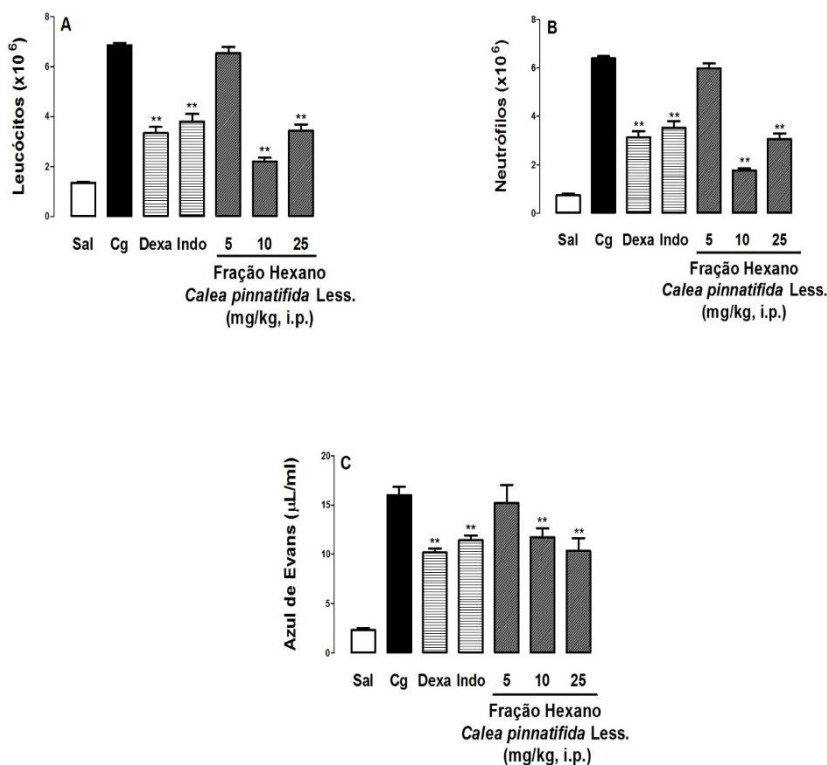 A
Leucócitos (x10 6)
8
6
4
2
0
** ** ** **
Sal Cg Dexa Indo 5 10 25
Fração Hexano
Calea pinnatifida Less.
(mg/kg, i.p.)
B
Neutrófilos (x10 6)
8
6
4
2
0
** ** ** **
Sal Cg Dexa Indo 5 10 25
Fração Hexano
Calea pinnatifida Less.
(mg/kg, i.p.)
C
Azul de Evans (µL/ml)
20
15
10
5
0
** ** ** **
Sal Cg Dexa Indo 5 10 25
Fração Hexano
Calea pinnatifida Less.
(mg/kg, i.p.)